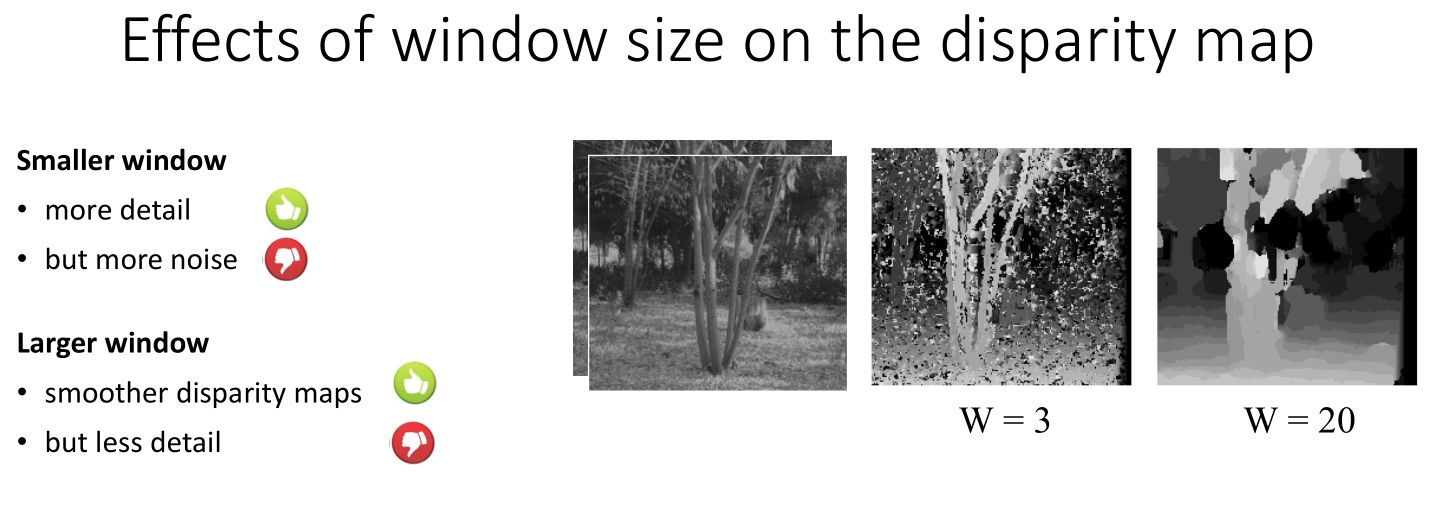 Effects of window size on the disparity map
Smaller window
• more detail
• but more noise
Larger window
• smoother disparity maps
• but less detail
W = 3
W = 20